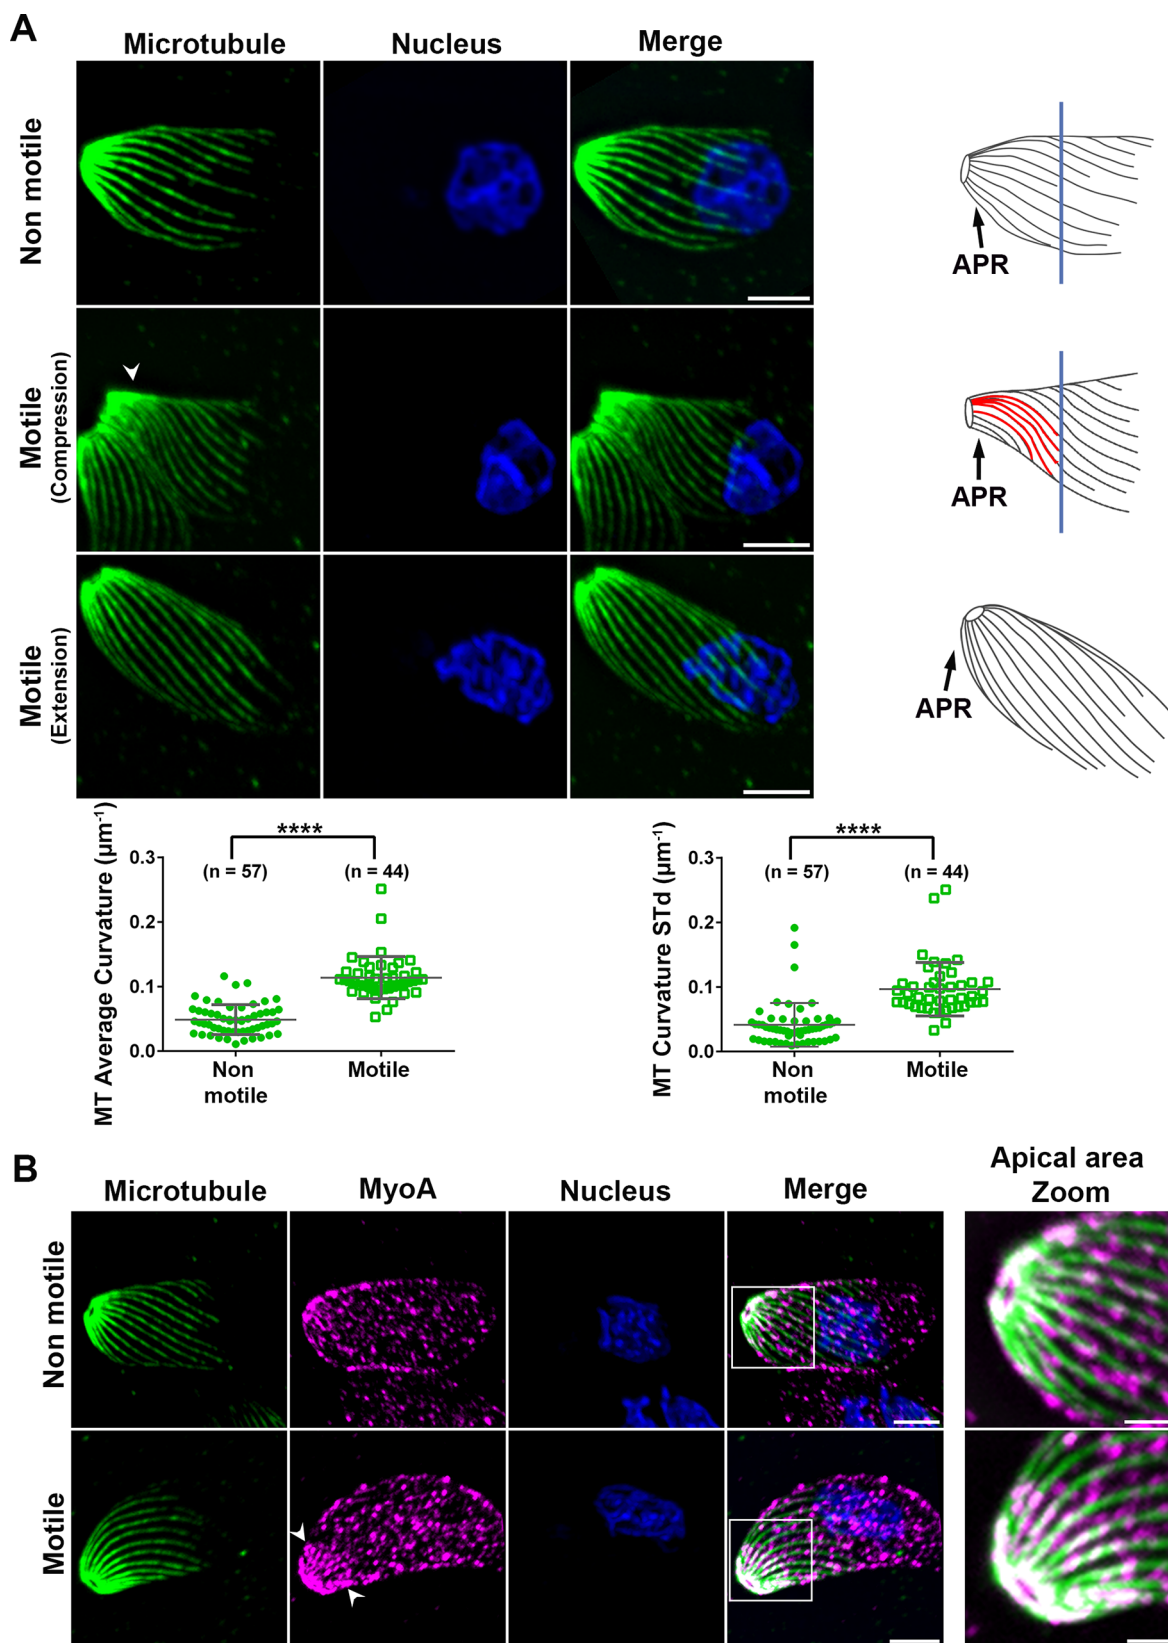 A
Microtubule Nucleus Merge
Non motile
APR
Motile
(Compression)
APR
Motile
(Extension)
APR
MT Average Curvature (µm-1)
****
(n = 57) (n = 44)
0.3
0.2
0.1
0.0
Non
motile
Motile
MT Curvature STd (µm-1)
****
(n = 57) (n = 44)
0.3
0.2
0.1
0.0
Non
motile
Motile
B
Microtubule MyoA Nucleus Merge
Apical area
Zoom
Non motile
Motile